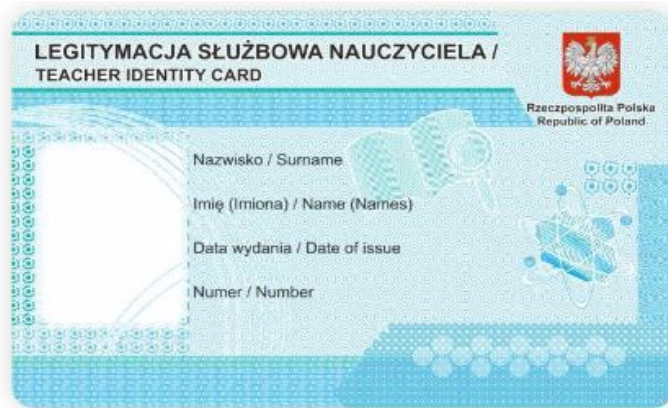 LEGITYMACJA SŁUŻBOWA NAUCZYCIELA /
TEACHER IDENTITY CARD
Rzeczpospolita Polska
Republic of Poland
Nazwisko / Surname
Imię (Imiona) / Name (Names)
Data wydania / Date of issue
Numer / Number